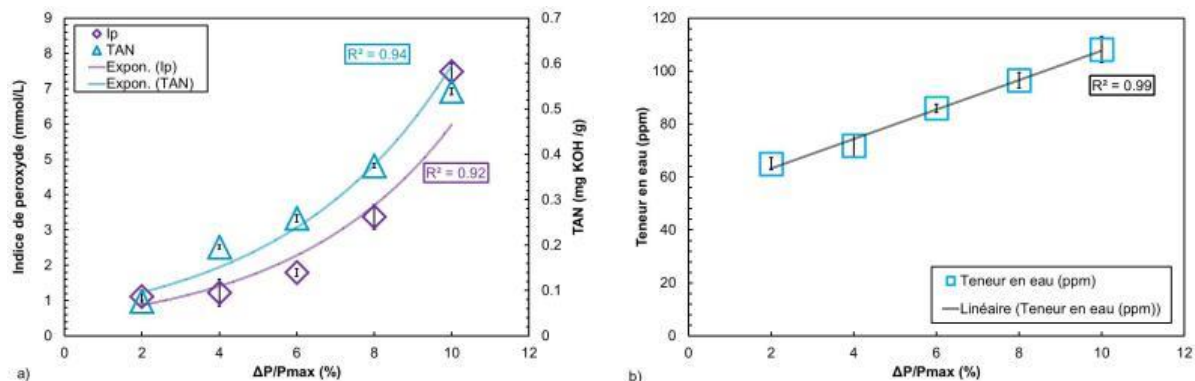 9
8
7
6
5
4
3
2
1
0
Indice de peroxyde (mmol/L)
Ip
TAN
Expon. (Ip)
Expon. (TAN)
R² = 0.94
R² = 0.92
0.7
0.6
0.5
0.4
0.3
0.2
0.1
0
TAN (mg KOH /g)
0 2 4 6 8 10 12
a) ΔP/Pmax (%)
120
100
80
60
40
20
0
Teneur en eau (ppm)
R² = 0.99
Teneur en eau (ppm)
Linéaire (Teneur en eau (ppm))
0 2 4 6 8 10 12
b) ΔP/Pmax (%)